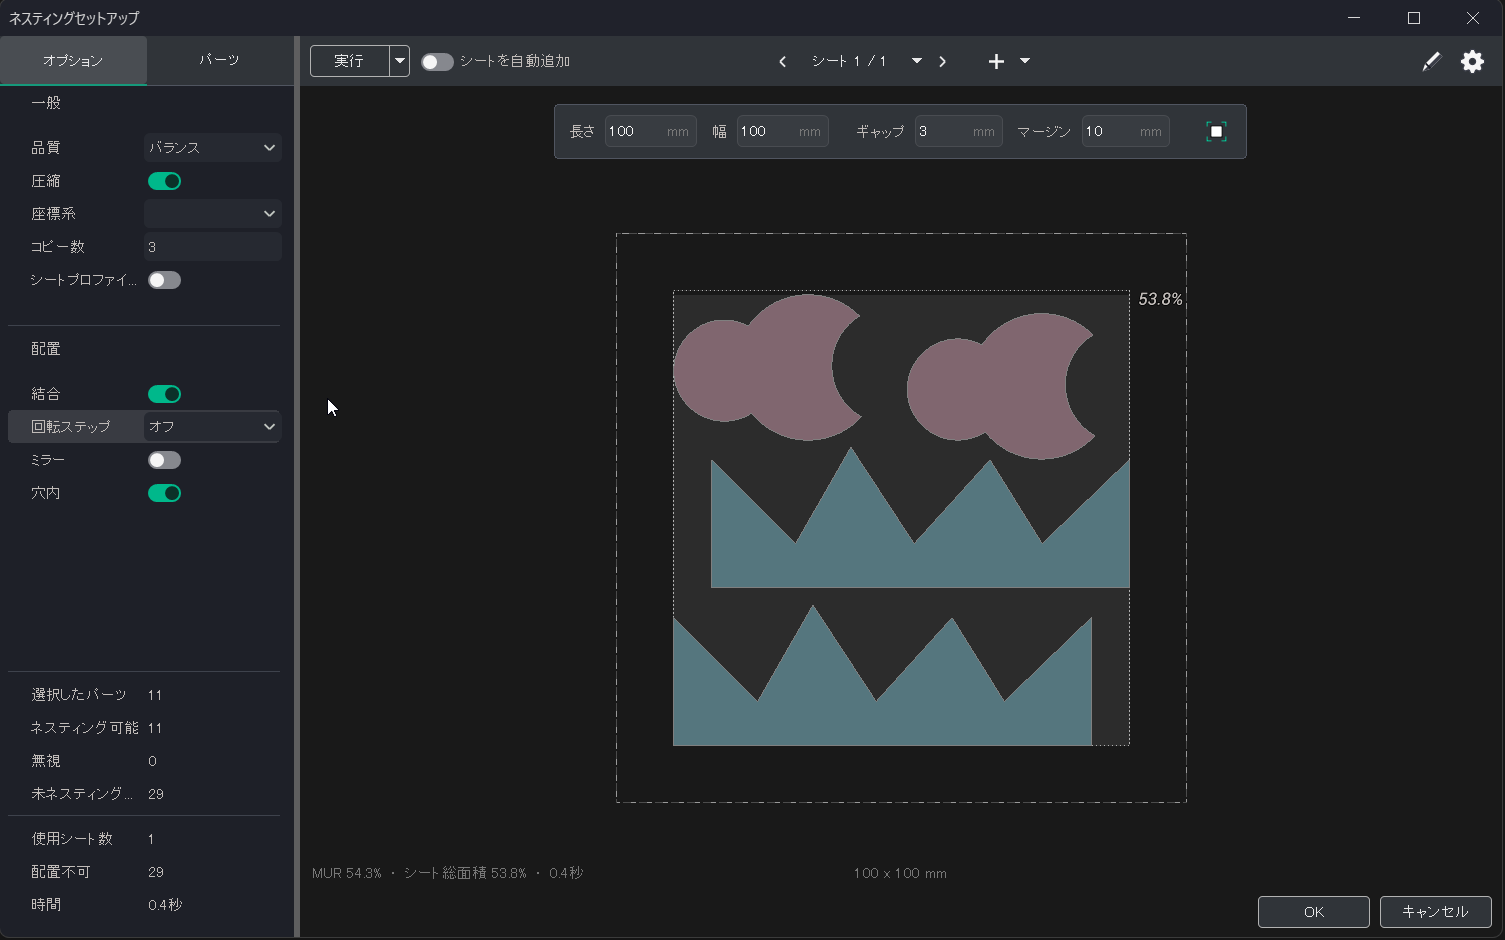 ネスティングセットアップ
オプション
パーツ
実行
シートを自動追加
シート 1 / 1
一般
品質 バランス
圧縮
座標系
コピー数 3
シートプロファイ...
配置
結合
回転ステップ オフ
ミラー
穴内
選択したパーツ 11
ネスティング可能 11
無視 0
未ネスティング... 29
使用シート数 1
配置不可 29
時間 0.4秒
長さ 100 mm 幅 100 mm ギャップ 3 mm マージン 10 mm
53.8%
MUR 54.3% ・ シート総面積 53.8% ・ 0.4秒
100 x 100 mm
OK
キャンセル